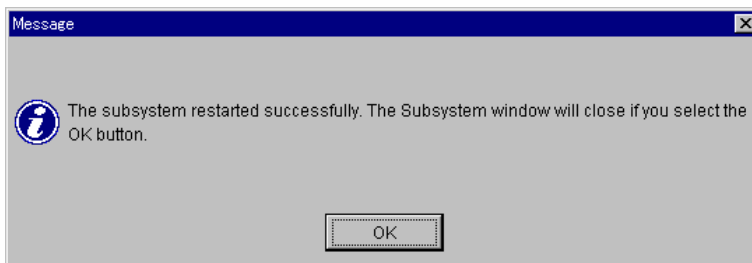 Message
The subsystem restarted successfully. The Subsystem window will close if you select the
OK button.
OK